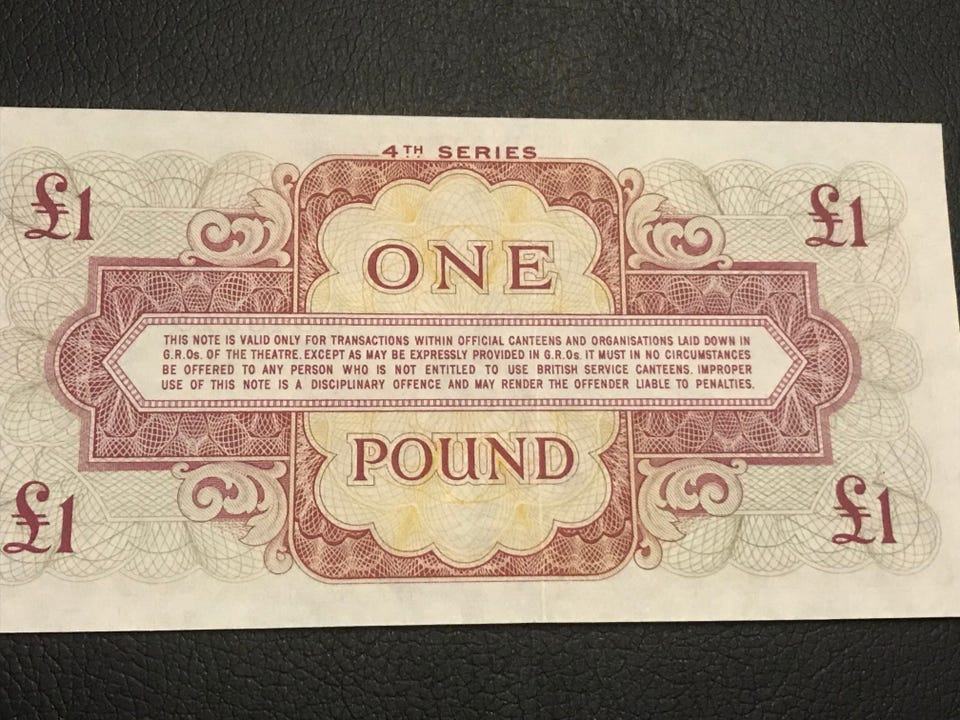 4TH SERIES
£1
£1
ONE
THIS NOTE IS VALID ONLY FOR TRANSACTIONS WITHIN OFFICIAL CANTEENS AND ORGANISATIONS LAID DOWN IN
G.R.Os. OF THE THEATRE. EXCEPT AS MAY BE EXPRESSLY PROVIDED IN G.R.Os. IT MUST IN NO CIRCUMSTANCES
BE OFFERED TO ANY PERSON WHO IS NOT ENTITLED TO USE BRITISH SERVICE CANTEENS. IMPROPER
USE OF THIS NOTE IS A DISCIPLINARY OFFENCE AND MAY RENDER THE OFFENDER LIABLE TO PENALTIES.
POUND
£1
£1